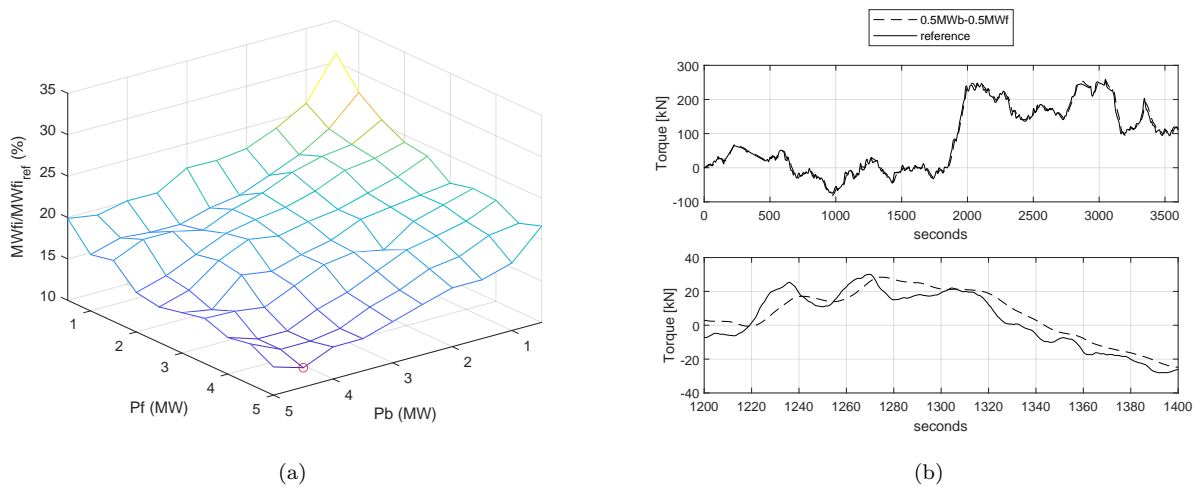 35
30
25
20
15
10
MWfi/MWfi_ref (%)
1
2
3
4
5
Pf (MW)
5
4
3
2
1
Pb (MW)
(a)
0.5MWb-0.5MWf
reference
300
200
100
0
-100
Torque [kN]
0 500 1000 1500 2000 2500 3000 3500
seconds
40
20
0
-20
-40
Torque [kN]
1200 1220 1240 1260 1280 1300 1320 1340 1360 1380 1400
seconds
(b)